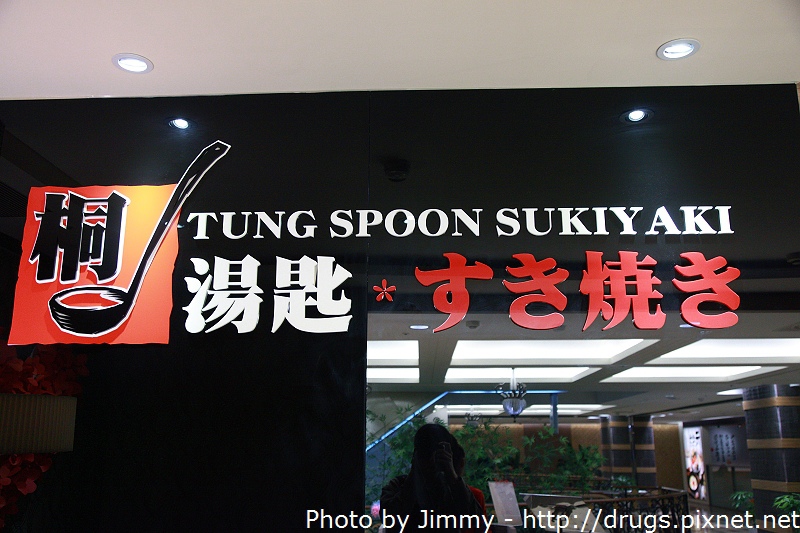 桐
TUNG SPOON SUKIYAKI
湯匙*すき焼き
Photo by Jimmy - http://drugs.pixnet.net